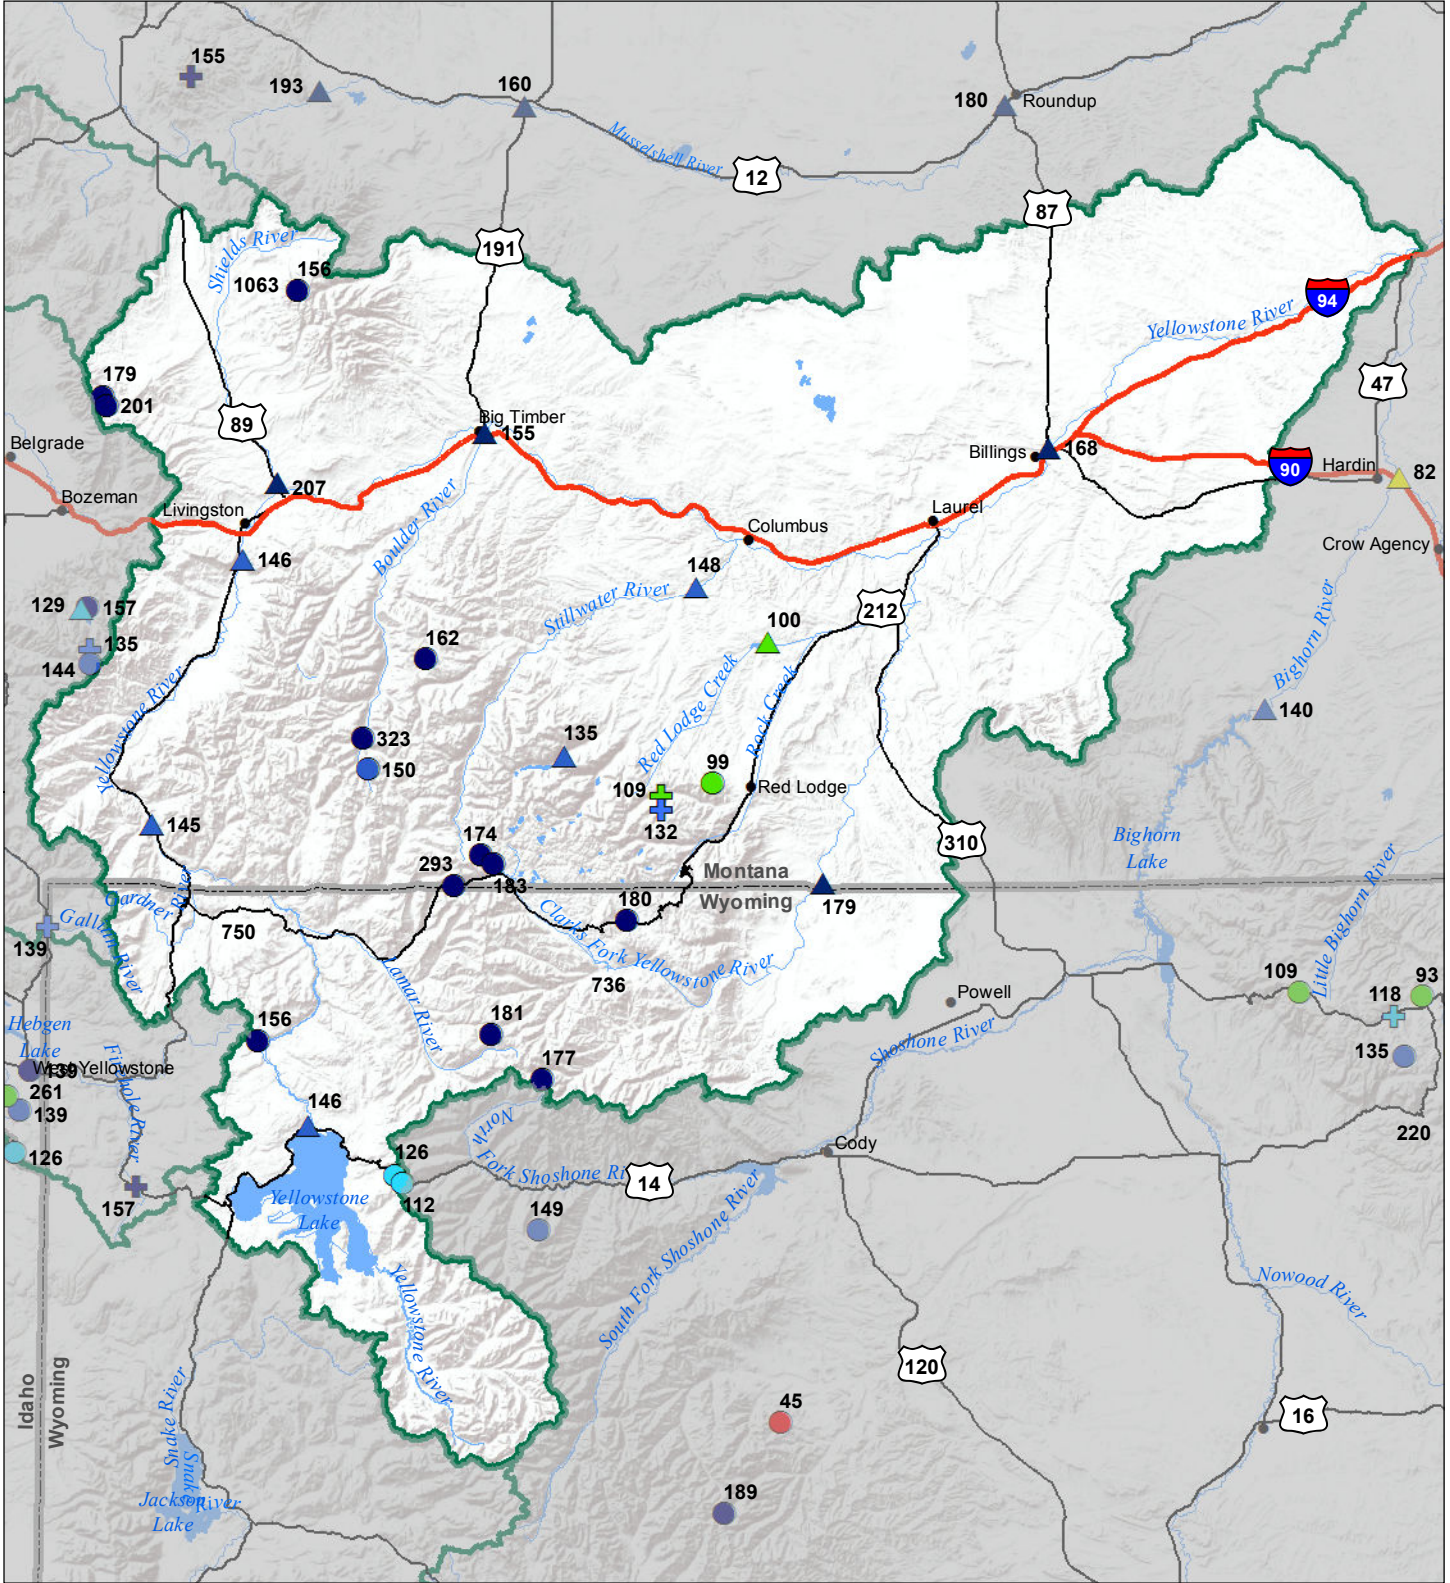 155
193
160
180
Roundup
Musselshell River
12
87
191
Shields River
156
1063
94
Yellowstone River
179
201
47
89
Big Timber
155
Belgrade
Billings
168
90
Hardin
82
207
Bozeman
Livingston
Laurel
Columbus
Crow Agency
146
Boulder River
148
Stillwater River
129
157
212
100
135
144
162
Bighorn River
Red Lodge Creek
Rock Creek
140
Yellowstone River
323
150
135
99
109
132
Red Lodge
145
310
Bighorn
Lake
174
293
183
Montana
Wyoming
Little Bighorn River
Gardner River
180
179
Gallatin River
750
139
Clarks Fork Yellowstone River
Lamar River
736
109
93
118
Powell
Hebgen
Lake
156
181
Shoshone River
135
139
West Yellowstone
Firehole River
177
261
139
146
220
North
Fork Shoshone Ri
Cody
126
126
14
112
157
Yellowstone
Lake
149
South Fork Shoshone River
Yellowstone River
Nowood River
Idaho
Wyoming
120
Snake River
45
16
Snake
River
Jackson
Lake
189